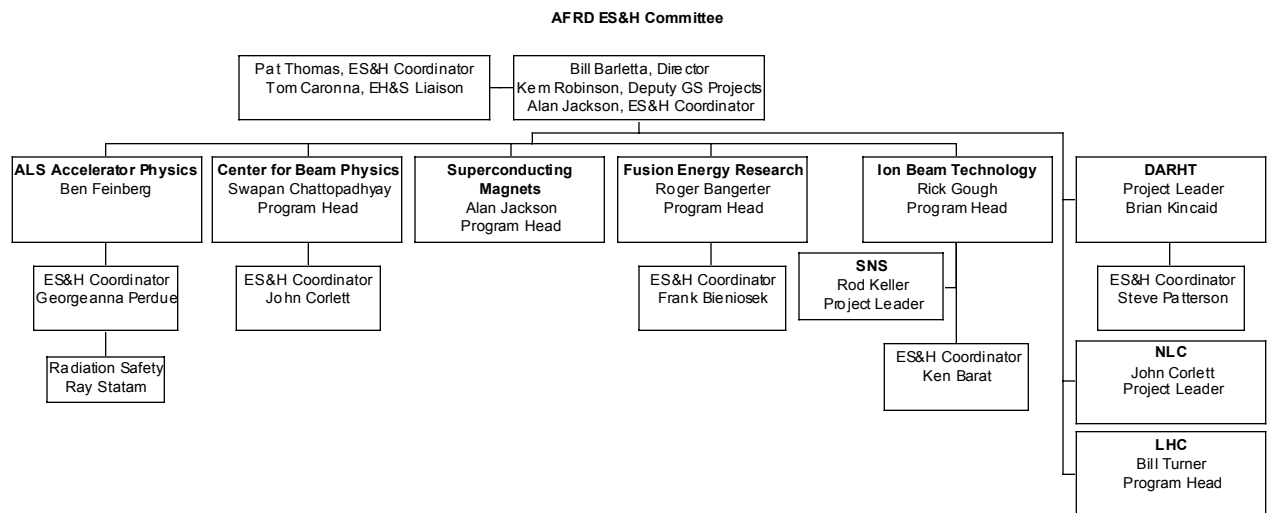 AFRD ES&H Committee
Pat Thomas, ES&H Coordinator
Tom Caronna, EH&S Liaison
Bill Barletta, Director
Kem Robinson, Deputy GS Projects
Alan Jackson, ES&H Coordinator
ALS Accelerator Physics
Ben Feinberg
Center for Beam Physics
Swapan Chattopadhyay
Program Head
Superconducting
Magnets
Alan Jackson
Program Head
Fusion Energy Research
Roger Bangerter
Program Head
Ion Beam Technology
Rick Gough
Program Head
DARHT
Project Leader
Brian Kincaid
ES&H Coordinator
Georgeanna Perdue
ES&H Coordinator
John Corlett
ES&H Coordinator
Frank Bieniosek
SNS
Rod Keller
Project Leader
ES&H Coordinator
Steve Patterson
Radiation Safety
Ray Statam
ES&H Coordinator
Ken Barat
NLC
John Corlett
Project Leader
LHC
Bill Turner
Program Head